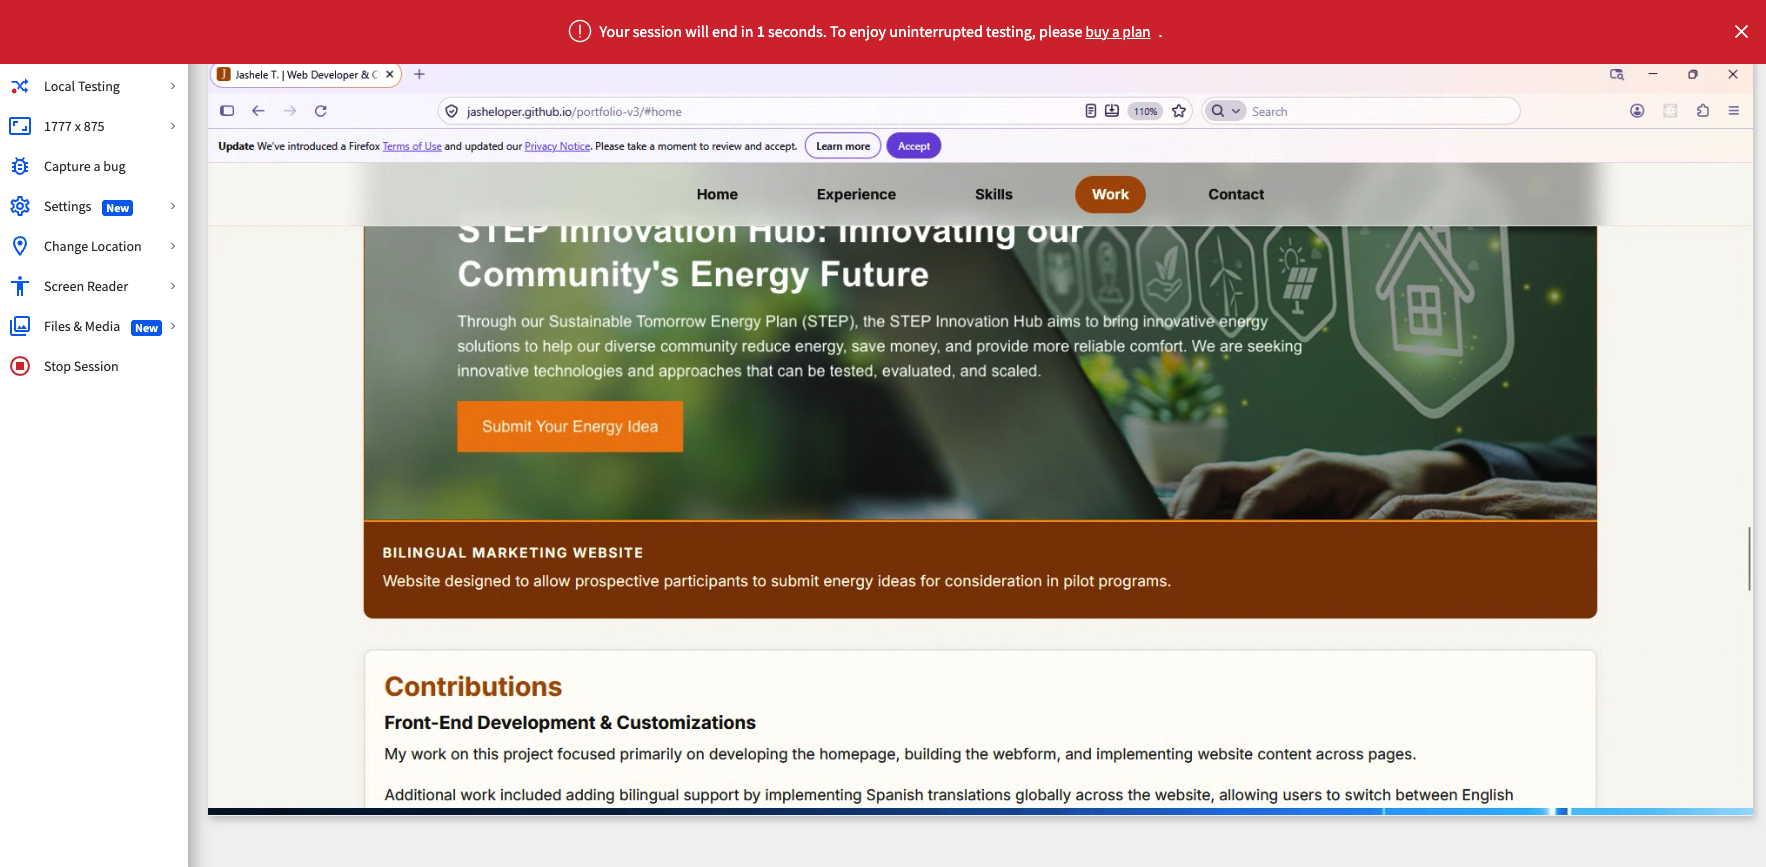 Your session will end in 1 seconds. To enjoy uninterrupted testing, please buy a plan .
Local Testing
1777 x 875
Capture a bug
Settings New
Change Location
Screen Reader
Files & Media New
Stop Session
Jashele T. | Web Developer & C
jasheloper.github.io/portfolio-v3/#home
110%
Search
Update We've introduced a Firefox Terms of Use and updated our Privacy Notice. Please take a moment to review and accept.
Learn more
Accept
Home
Experience
Skills
Work
Contact
STEP Innovation Hub: Innovating our
Community's Energy Future
Through our Sustainable Tomorrow Energy Plan (STEP), the STEP Innovation Hub aims to bring innovative energy
solutions to help our diverse community reduce energy, save money, and provide more reliable comfort. We are seeking
innovative technologies and approaches that can be tested, evaluated, and scaled.
Submit Your Energy Idea
BILINGUAL MARKETING WEBSITE
Website designed to allow prospective participants to submit energy ideas for consideration in pilot programs.
Contributions
Front-End Development & Customizations
My work on this project focused primarily on developing the homepage, building the webform, and implementing website content across pages.
Additional work included adding bilingual support by implementing Spanish translations globally across the website, allowing users to switch between English